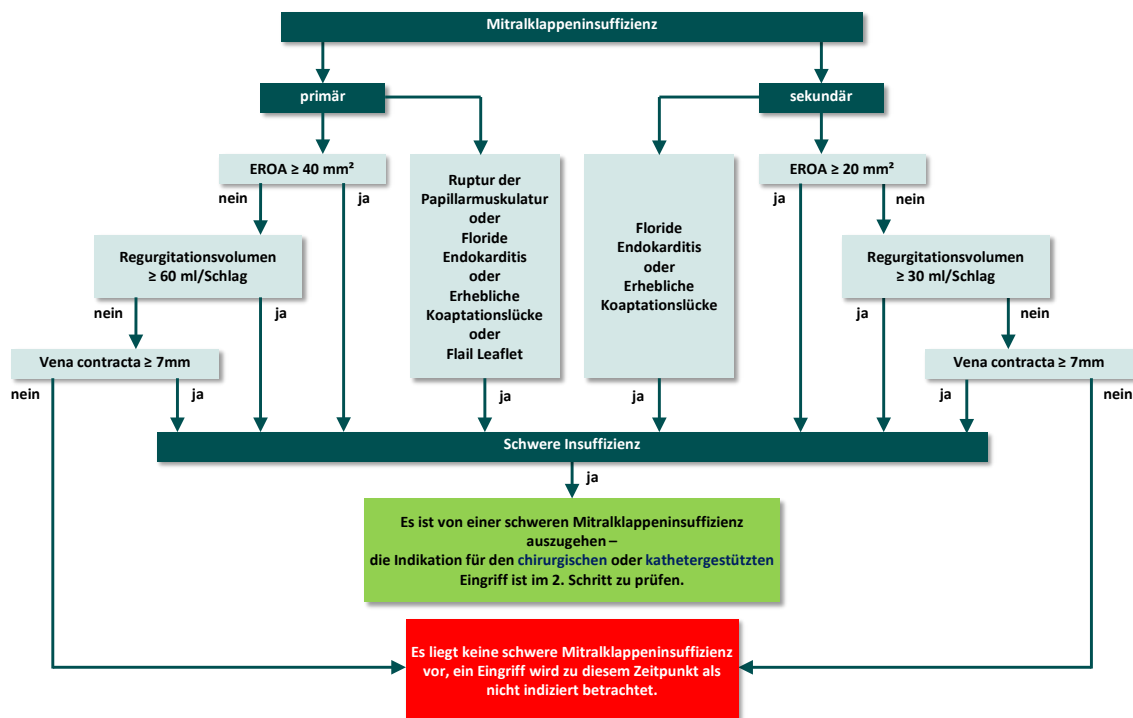 Mitralklappeninsuffizienz
primär
sekundär
EROA ≥ 40 mm²
EROA ≥ 20 mm²
nein
ja
ja
nein
Ruptur der
Papillarmuskulatur
oder
Floride
Endokarditis
oder
Erhebliche
Koaptationslücke
oder
Flail Leaflet
Floride
Endokarditis
oder
Erhebliche
Koaptationslücke
Regurgitationsvolumen
≥ 60 ml/Schlag
Regurgitationsvolumen
≥ 30 ml/Schlag
nein
ja
ja
nein
Vena contracta ≥ 7mm
Vena contracta ≥ 7mm
nein
ja
ja
ja
ja
nein
Schwere Insuffizienz
ja
Es ist von einer schweren Mitralklappeninsuffizienz
auszugehen –
die Indikation für den chirurgischen oder kathetergestützten
Eingriff ist im 2. Schritt zu prüfen.
Es liegt keine schwere Mitralklappeninsuffizienz
vor, ein Eingriff wird zu diesem Zeitpunkt als
nicht indiziert betrachtet.